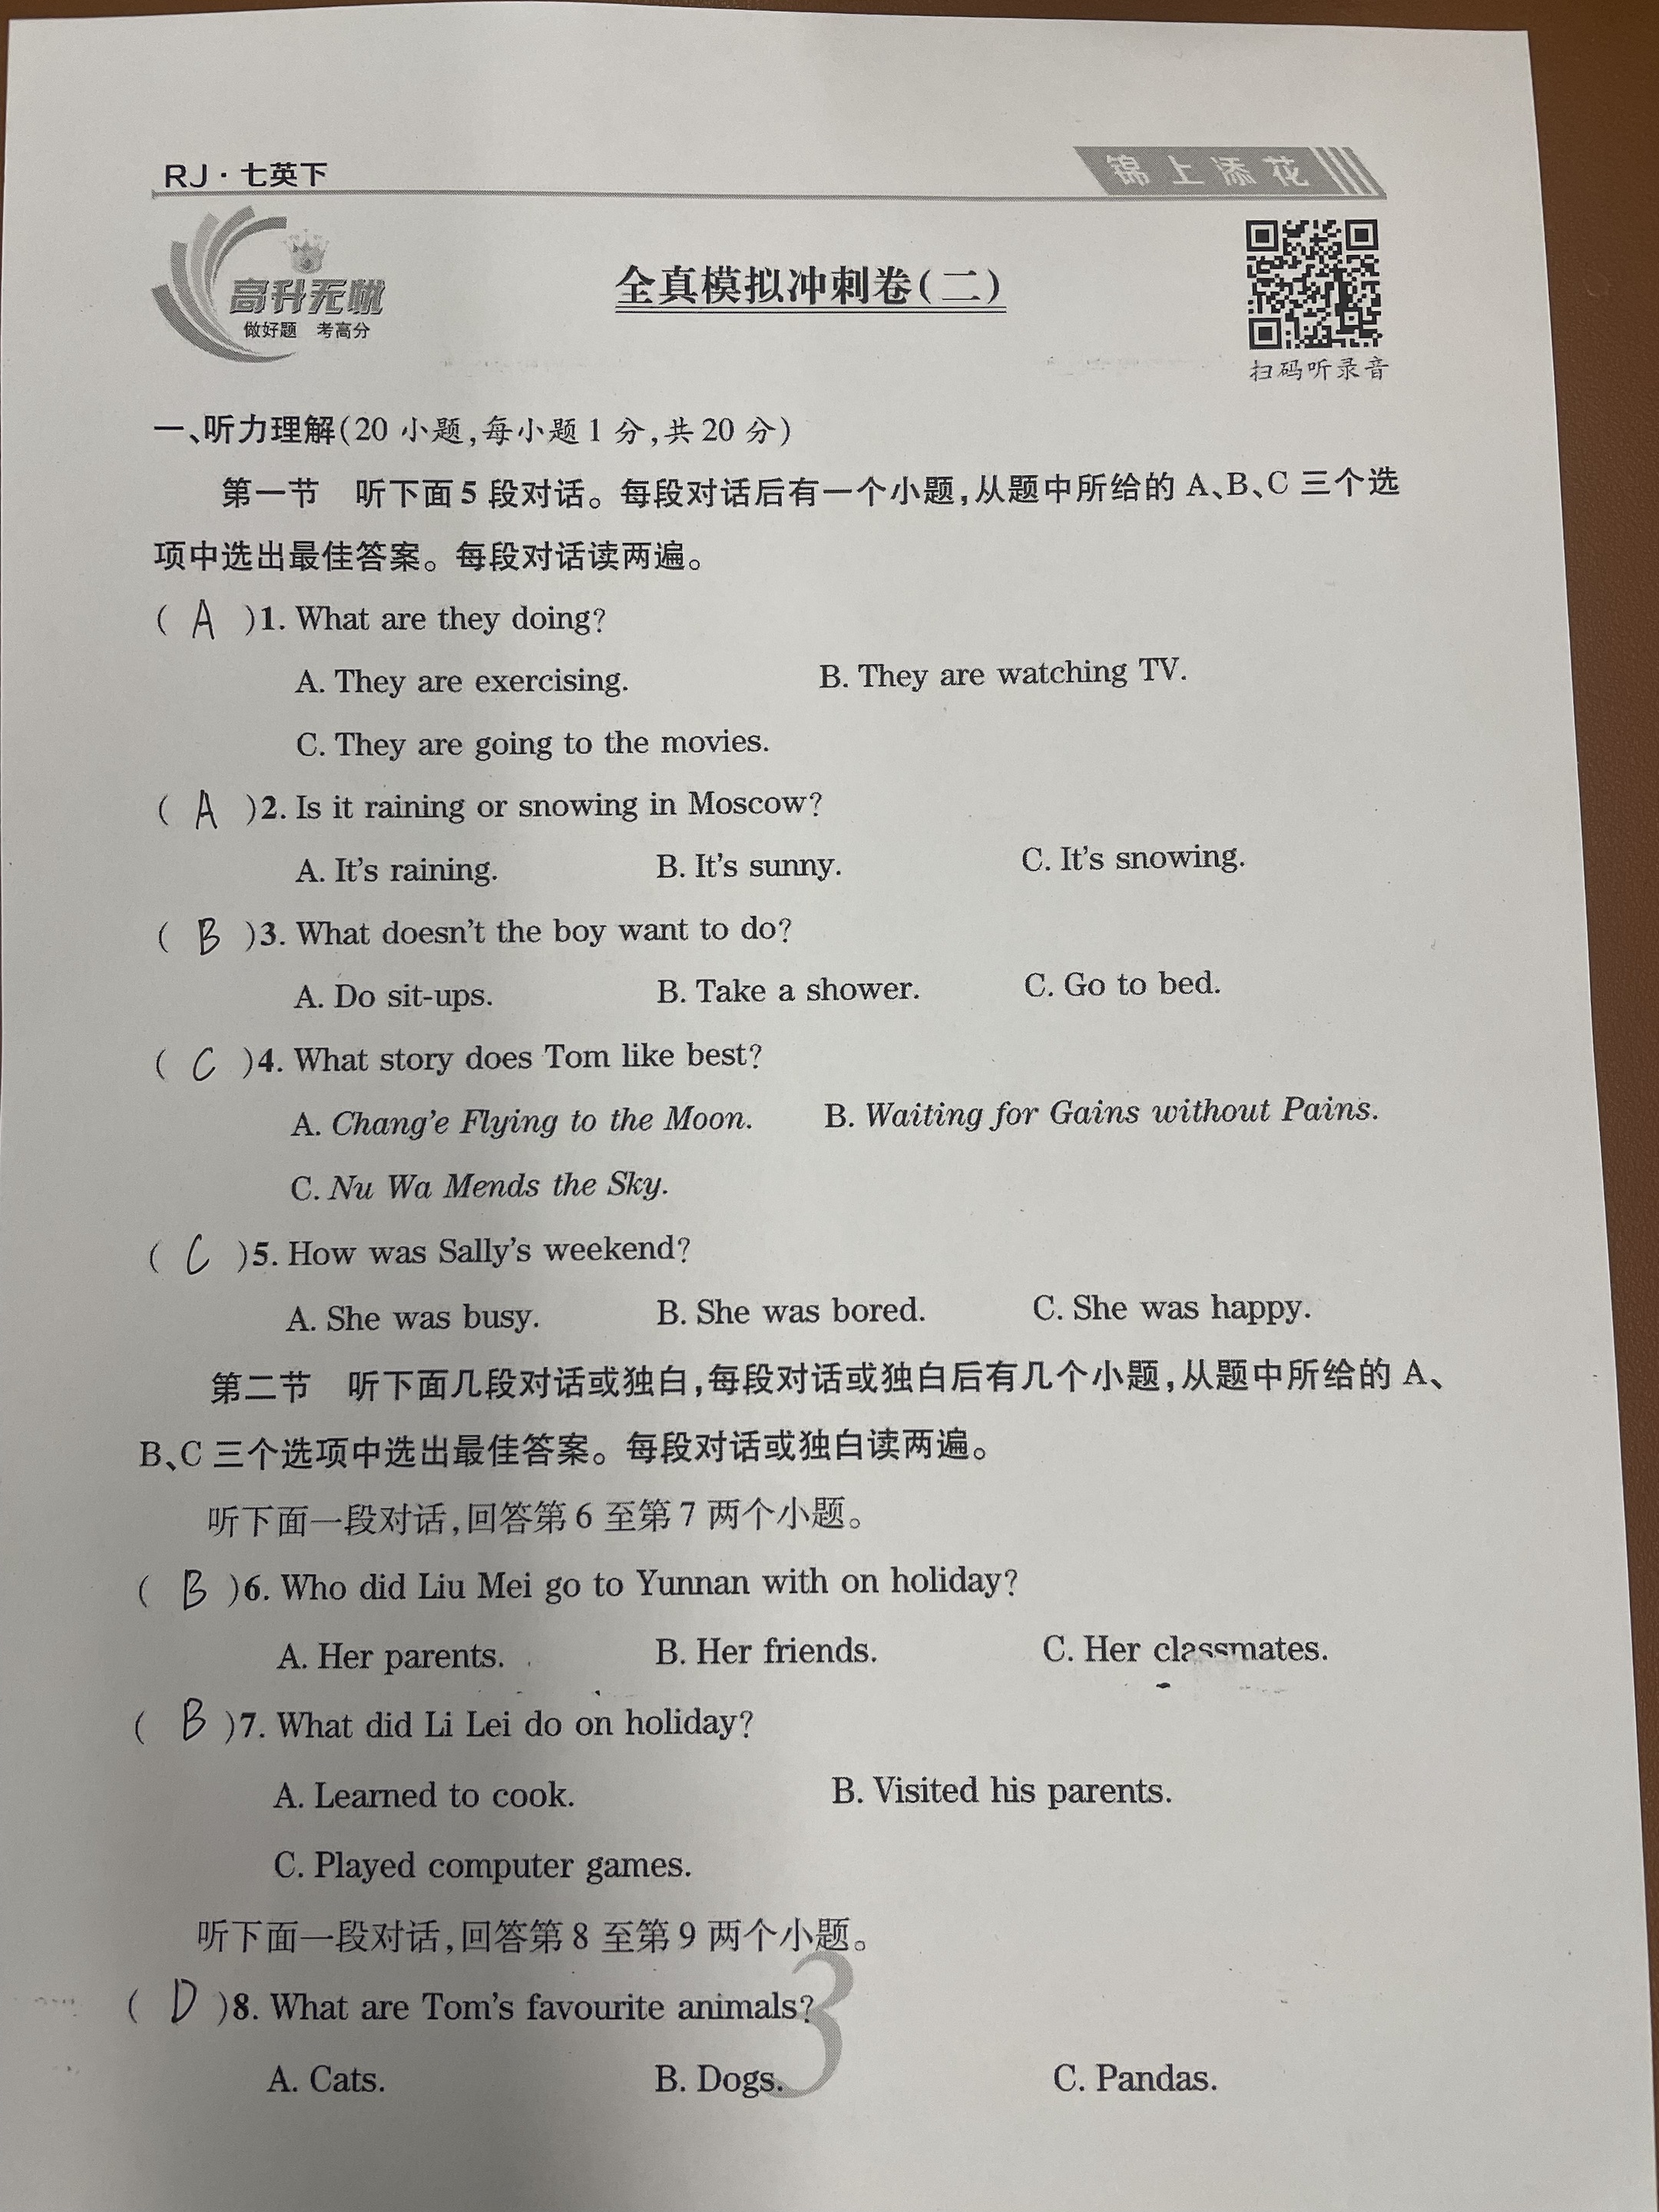 RJ·七英下
锦上添花
高升无忧
做好题 考高分
全真模拟冲刺卷(二)
扫码听录音
一、听力理解(20 小题,每小题 1 分,共 20 分)
第一节 听下面 5 段对话。每段对话后有一个小题,从题中所给的 A、B、C 三个选
项中选出最佳答案。每段对话读两遍。
( A )1. What are they doing?
A. They are exercising. B. They are watching TV.
C. They are going to the movies.
( A )2. Is it raining or snowing in Moscow?
A. It's raining. B. It's sunny. C. It's snowing.
( B )3. What doesn't the boy want to do?
A. Do sit-ups. B. Take a shower. C. Go to bed.
( C )4. What story does Tom like best?
A. Chang'e Flying to the Moon. B. Waiting for Gains without Pains.
C. Nu Wa Mends the Sky.
( C )5. How was Sally's weekend?
A. She was busy. B. She was bored. C. She was happy.
第二节 听下面几段对话或独白,每段对话或独白后有几个小题,从题中所给的 A、
B、C 三个选项中选出最佳答案。每段对话或独白读两遍。
听下面一段对话,回答第 6 至第 7 两个小题。
( B )6. Who did Liu Mei go to Yunnan with on holiday?
A. Her parents. B. Her friends. C. Her classmates.
( B )7. What did Li Lei do on holiday?
A. Learned to cook. B. Visited his parents.
C. Played computer games.
听下面一段对话,回答第 8 至第 9 两个小题。
( D )8. What are Tom's favourite animals?
A. Cats. B. Dogs. C. Pandas.
3